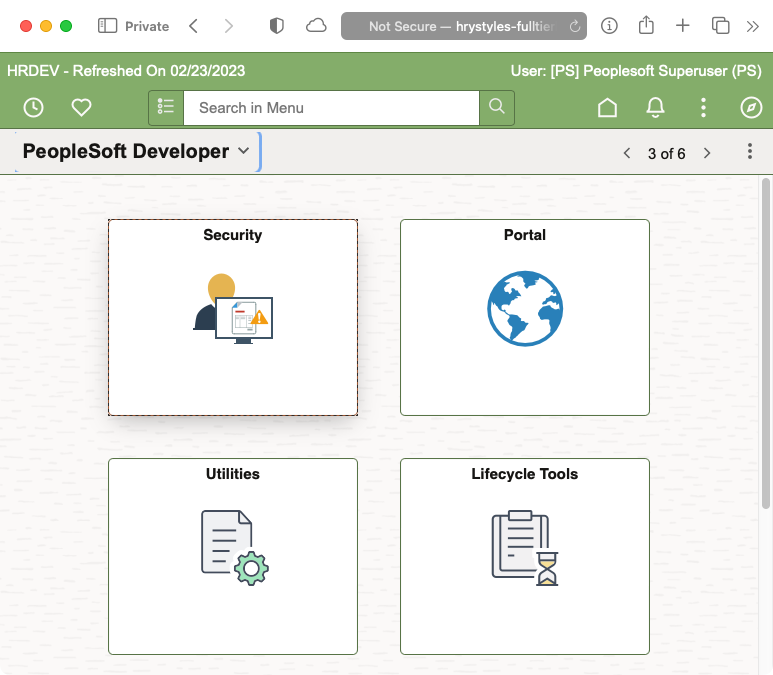 Private
Not Secure — hrystyles-fulltier
HRDEV - Refreshed On 02/23/2023
User: [PS] Peoplesoft Superuser (PS)
Search in Menu
PeopleSoft Developer
3 of 6
Security
Portal
Utilities
Lifecycle Tools